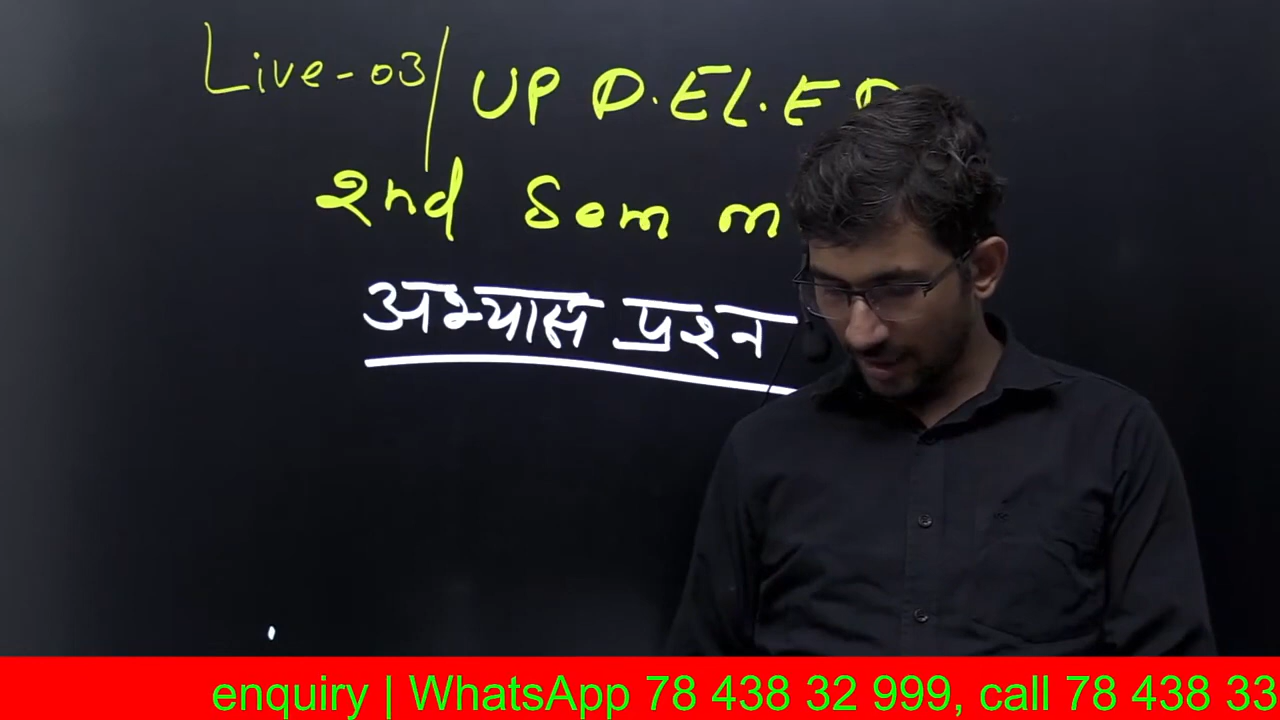 Live-03/ UP D.EL.ED
2nd Sem m
अभ्यास प्रश्न
enquiry | WhatsApp 78 438 32 999, call 78 438 33